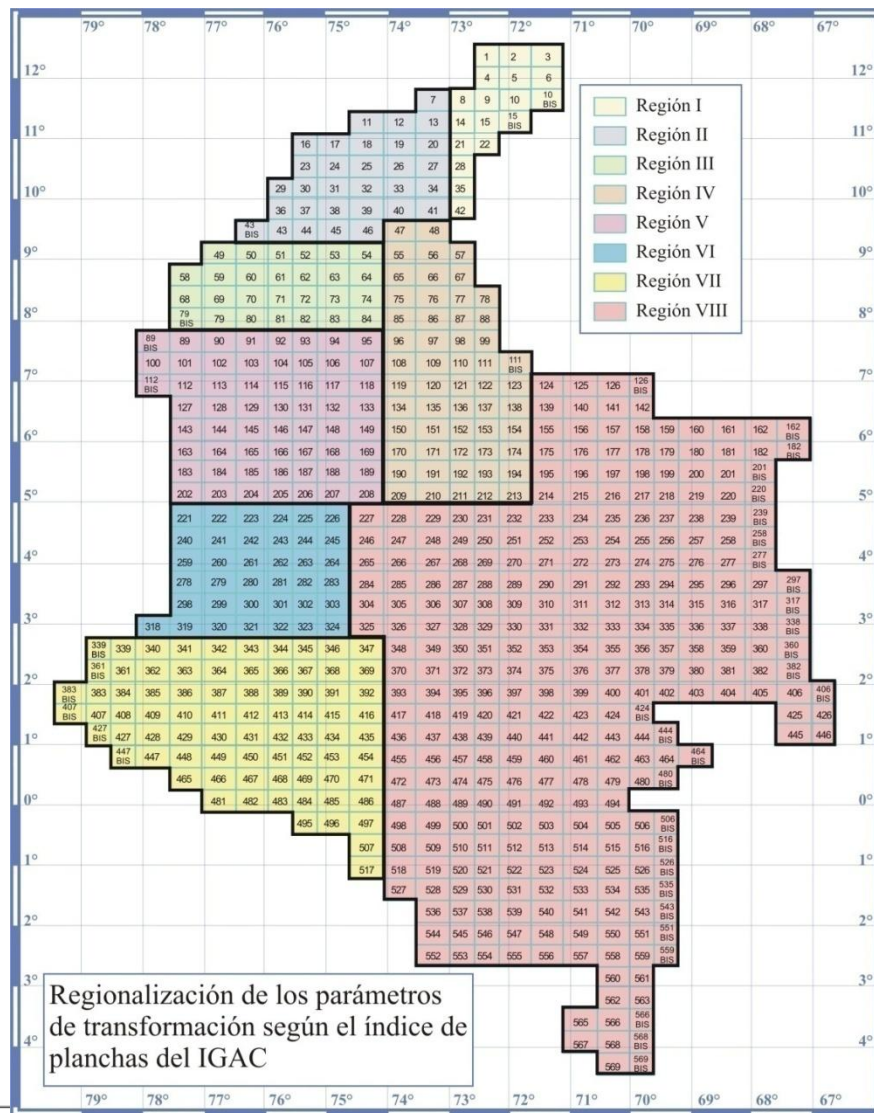 79° 78° 77° 76° 75° 74° 73° 72° 71° 70° 69° 68° 67°
1 2 3
12° 12°
4 5 6
7 8 9 10 10 BIS
Región I
11 12 13 14 15 15 BIS
Región II
11° 11°
16 17 18 19 20 21 22
Región III
23 24 25 26 27 28
Región IV
10° 10°
29 30 31 32 33 34 35
Región V
36 37 38 39 40 41 42
Región VI
43 BIS 43 44 45 46 47 48
Región VII
9° 9°
49 50 51 52 53 54 55 56 57
Región VIII
58 59 60 61 62 63 64 65 66 67
68 69 70 71 72 73 74 75 76 77 78
8° 8°
79 BIS 79 80 81 82 83 84 85 86 87 88
89 BIS 89 90 91 92 93 94 95 96 97 98 99
100 101 102 103 104 105 106 107 108 109 110 111 111 BIS
7° 7°
112 BIS 112 113 114 115 116 117 118 119 120 121 122 123 124 125 126 126 BIS
127 128 129 130 131 132 133 134 135 136 137 138 139 140 141 142
6° 6°
143 144 145 146 147 148 149 150 151 152 153 154 155 156 157 158 159 160 161 162 162 BIS
163 164 165 166 167 168 169 170 171 172 173 174 175 176 177 178 179 180 181 182 182 BIS
183 184 185 186 187 188 189 190 191 192 193 194 195 196 197 198 199 200 201 201 BIS
5° 5°
202 203 204 205 206 207 208 209 210 211 212 213 214 215 216 217 218 219 220 220 BIS
221 222 223 224 225 226 227 228 229 230 231 232 233 234 235 236 237 238 239 239 BIS
4° 4°
240 241 242 243 244 245 246 247 248 249 250 251 252 253 254 255 256 257 258 258 BIS
259 260 261 262 263 264 265 266 267 268 269 270 271 272 273 274 275 276 277 277 BIS
278 279 280 281 282 283 284 285 286 287 288 289 290 291 292 293 294 295 296 297 297 BIS
3° 3°
298 299 300 301 302 303 304 305 306 307 308 309 310 311 312 313 314 315 316 317 317 BIS
318 319 320 321 322 323 324 325 326 327 328 329 330 331 332 333 334 335 336 337 338 338 BIS
339 BIS 339 340 341 342 343 344 345 346 347 348 349 350 351 352 353 354 355 356 357 358 359 360 360 BIS
2° 2°
361 BIS 361 362 363 364 365 366 367 368 369 370 371 372 373 374 375 376 377 378 379 380 381 382 382 BIS
383 BIS 383 384 385 386 387 388 389 390 391 392 393 394 395 396 397 398 399 400 401 402 403 404 405 406 406 BIS
407 BIS 407 408 409 410 411 412 413 414 415 416 417 418 419 420 421 422 423 424 424 BIS 425 426
1° 1°
427 BIS 427 428 429 430 431 432 433 434 435 436 437 438 439 440 441 442 443 444 444 BIS 445 446
447 BIS 447 448 449 450 451 452 453 454 455 456 457 458 459 460 461 462 463 464 464 BIS
465 466 467 468 469 470 471 472 473 474 475 476 477 478 479 480 480 BIS
0° 0°
481 482 483 484 485 486 487 488 489 490 491 492 493 494
495 496 497 498 499 500 501 502 503 504 505 506 506 BIS
1° 1°
507 508 509 510 511 512 513 514 515 516 516 BIS
517 518 519 520 521 522 523 524 525 526 526 BIS
527 528 529 530 531 532 533 534 535 535 BIS
2° 2°
536 537 538 539 540 541 542 543 543 BIS
544 545 546 547 548 549 550 551 551 BIS
552 553 554 555 556 557 558 559 559 BIS
3° 3°
560 561
562 563
565 566 566 BIS
4° 4°
567 568 568 BIS
569 569 BIS
Regionalización de los parámetros
de transformación según el índice de
planchas del IGAC
79° 78° 77° 76° 75° 74° 73° 72° 71° 70° 69° 68° 67°